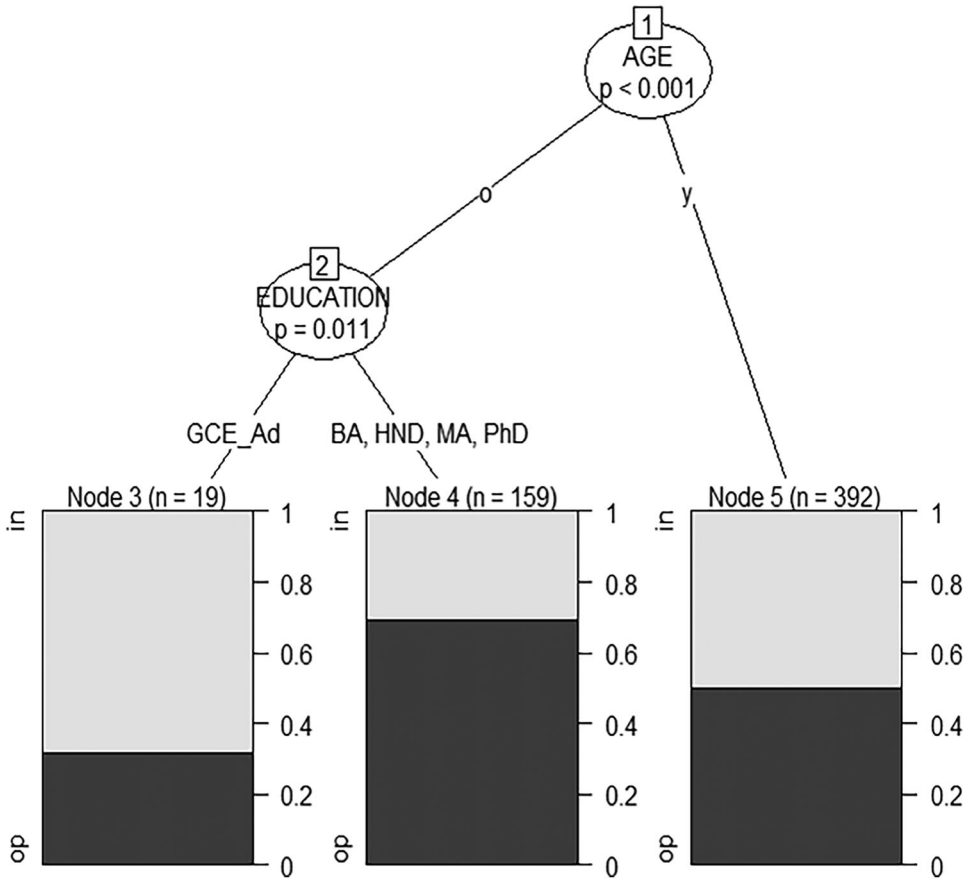 1
AGE
p < 0.001
o
y
2
EDUCATION
p = 0.011
GCE_Ad
BA, HND, MA, PhD
Node 3 (n = 19)
in
op
1
0.8
0.6
0.4
0.2
0
Node 4 (n = 159)
in
op
1
0.8
0.6
0.4
0.2
0
Node 5 (n = 392)
in
op
1
0.8
0.6
0.4
0.2
0